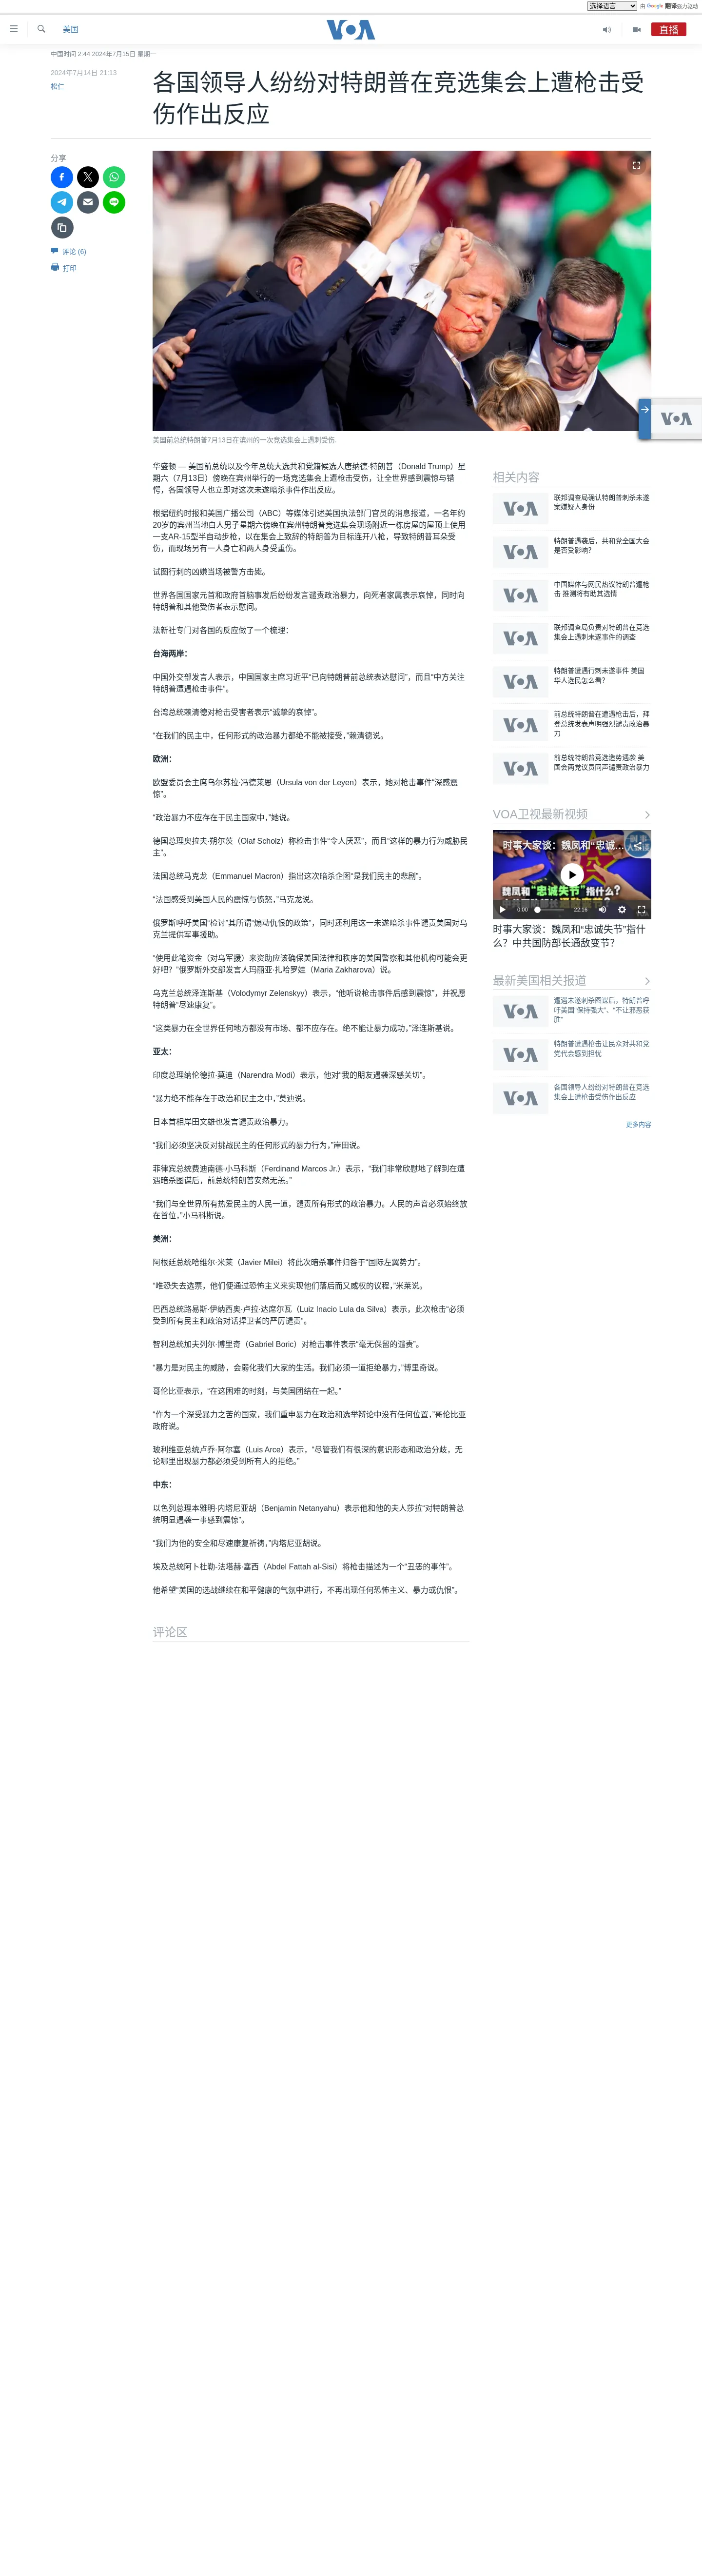 选择语言 由 Google 翻译强力驱动
美国
VOA
直播
中国时间 2:44 2024年7月15日 星期一
2024年7月14日 21:13
松仁
各国领导人纷纷对特朗普在竞选集会上遭枪击受
伤作出反应
分享
评论 (6)
打印
美国前总统特朗普7月13日在滨州的一次竞选集会上遇刺受伤.
VOA
华盛顿 — 美国前总统以及今年总统大选共和党籍候选人唐纳德·特朗普（Donald Trump）星
期六（7月13日）傍晚在宾州举行的一场竞选集会上遭枪击受伤，让全世界感到震惊与错
愕，各国领导人也立即对这次未遂暗杀事件作出反应。
根据纽约时报和美国广播公司（ABC）等媒体引述美国执法部门官员的消息报道，一名年约
20岁的宾州当地白人男子星期六傍晚在宾州特朗普竞选集会现场附近一栋房屋的屋顶上使用
一支AR-15型半自动步枪，以在集会上致辞的特朗普为目标连开八枪，导致特朗普耳朵受
伤，而现场另有一人身亡和两人身受重伤。
试图行刺的凶嫌当场被警方击毙。
世界各国国家元首和政府首脑事发后纷纷发言谴责政治暴力，向死者家属表示哀悼，同时向
特朗普和其他受伤者表示慰问。
法新社专门对各国的反应做了一个梳理：
台海两岸：
中国外交部发言人表示，中国国家主席习近平“已向特朗普前总统表达慰问”，而且“中方关注
特朗普遭遇枪击事件”。
台湾总统赖清德对枪击受害者表示“诚挚的哀悼”。
“在我们的民主中，任何形式的政治暴力都绝不能被接受，”赖清德说。
欧洲：
欧盟委员会主席乌尔苏拉·冯德莱恩（Ursula von der Leyen）表示，她对枪击事件“深感震
惊”。
“政治暴力不应存在于民主国家中，”她说。
德国总理奥拉夫·朔尔茨（Olaf Scholz）称枪击事件“令人厌恶”，而且“这样的暴力行为威胁民
主”。
法国总统马克龙（Emmanuel Macron）指出这次暗杀企图“是我们民主的悲剧”。
“法国感受到美国人民的震惊与愤怒，”马克龙说。
俄罗斯呼吁美国“检讨”其所谓“煽动仇恨的政策”，同时还利用这一未遂暗杀事件谴责美国对乌
克兰提供军事援助。
“使用此笔资金（对乌军援）来资助应该确保美国法律和秩序的美国警察和其他机构可能会更
好吧？”俄罗斯外交部发言人玛丽亚·扎哈罗娃（Maria Zakharova）说。
乌克兰总统泽连斯基（Volodymyr Zelenskyy）表示，“他听说枪击事件后感到震惊”，并祝愿
特朗普“尽速康复”。
“这类暴力在全世界任何地方都没有市场、都不应存在。绝不能让暴力成功，”泽连斯基说。
亚太：
印度总理纳伦德拉·莫迪（Narendra Modi）表示，他对“我的朋友遇袭深感关切”。
“暴力绝不能存在于政治和民主之中，”莫迪说。
日本首相岸田文雄也发言谴责政治暴力。
“我们必须坚决反对挑战民主的任何形式的暴力行为，”岸田说。
菲律宾总统费迪南德·小马科斯（Ferdinand Marcos Jr.）表示，“我们非常欣慰地了解到在遭
遇暗杀图谋后，前总统特朗普安然无恙。”
“我们与全世界所有热爱民主的人民一道，谴责所有形式的政治暴力。人民的声音必须始终放
在首位，”小马科斯说。
美洲：
阿根廷总统哈维尔·米莱（Javier Milei）将此次暗杀事件归咎于“国际左翼势力”。
“唯恐失去选票，他们便通过恐怖主义来实现他们落后而又威权的议程，”米莱说。
巴西总统路易斯·伊纳西奥·卢拉·达席尔瓦（Luiz Inacio Lula da Silva）表示，此次枪击“必须
受到所有民主和政治对话捍卫者的严厉谴责”。
智利总统加夫列尔·博里奇（Gabriel Boric）对枪击事件表示“毫无保留的谴责”。
“暴力是对民主的威胁，会弱化我们大家的生活。我们必须一道拒绝暴力，”博里奇说。
哥伦比亚表示，“在这困难的时刻，与美国团结在一起。”
“作为一个深受暴力之苦的国家，我们重申暴力在政治和选举辩论中没有任何位置，”哥伦比亚
政府说。
玻利维亚总统卢乔·阿尔塞（Luis Arce）表示，“尽管我们有很深的意识形态和政治分歧，无
论哪里出现暴力都必须受到所有人的拒绝。”
中东：
以色列总理本雅明·内塔尼亚胡（Benjamin Netanyahu）表示他和他的夫人莎拉“对特朗普总
统明显遇袭一事感到震惊”。
“我们为他的安全和尽速康复祈祷，”内塔尼亚胡说。
埃及总统阿卜杜勒-法塔赫·塞西（Abdel Fattah al-Sisi）将枪击描述为一个“丑恶的事件”。
他希望“美国的选战继续在和平健康的气氛中进行，不再出现任何恐怖主义、暴力或仇恨”。
评论区
相关内容
VOA
联邦调查局确认特朗普刺杀未遂
案嫌疑人身份
VOA
特朗普遇袭后，共和党全国大会
是否受影响？
VOA
中国媒体与网民热议特朗普遭枪
击 推测将有助其选情
VOA
联邦调查局负责对特朗普在竞选
集会上遇刺未遂事件的调查
VOA
特朗普遭遇行刺未遂事件 美国
华人选民怎么看？
VOA
前总统特朗普在遭遇枪击后，拜
登总统发表声明强烈谴责政治暴
力
VOA
前总统特朗普竞选造势遇袭 美
国会两党议员同声谴责政治暴力
VOA卫视最新视频
时事大家谈：魏凤和“忠诚...
魏凤和“忠诚失节”指什么？
0:00
22:16
时事大家谈：魏凤和“忠诚失节”指什
么？中共国防部长通敌变节？
最新美国相关报道
VOA
遭遇未遂刺杀图谋后，特朗普呼
吁美国“保持强大”、“不让邪恶获
胜”
VOA
特朗普遭遇枪击让民众对共和党
党代会感到担忧
VOA
各国领导人纷纷对特朗普在竞选
集会上遭枪击受伤作出反应
更多内容